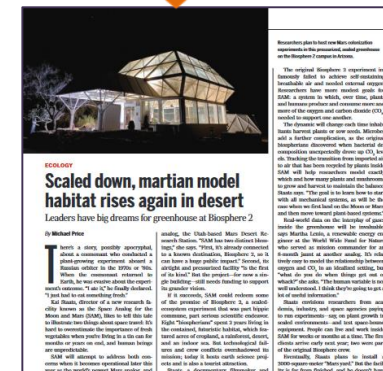 ECOLOGY
Scaled down, martian model
habitat rises again in desert
Leaders have big dreams for greenhouse at Biosphere 2
By Michael Price
There's a story, possibly apocryphal,
about a cosmonaut who conducted a
plant-growing experiment aboard a
Russian orbiter in the 1970s or '80s.
When the cosmonaut returned to
Earth, he was evasive about the experi-
ment's outcome. "I ate it," he finally declared.
"I just had to eat something fresh."
Kai Staats, director of a new research fa-
cility known as the Space Analog for the
Moon and Mars (SAM), likes to tell this tale
to illustrate two things about space travel: It's
hard to overestimate the importance of fresh
vegetables when you're living in a tin can for
months or years on end, and human beings
are unpredictable.
SAM will attempt to address both con-
cerns when it becomes operational later this
analog, the Utah-based Mars Desert Re-
search Station. "SAM has two distinct advan-
tages," she says. "First, it's already connected
to a known destination, Biosphere 2, so it
can have a huge public impact. Second, its
airtight and pressurized facility "is the first
of its kind." But the project—for now a sin-
gle building—still needs funding to support
its grander vision.
If it succeeds, SAM could redeem some
of the promise of Biosphere 2, a sealed-
ecosystem experiment that was part hippie
commune, part serious scientific endeavor.
Eight "biospherians" spent 2 years living in
the contained, futuristic habitat, which fea-
tured acres of cropland, a rainforest, desert,
and an indoor sea. But technological fail-
ures and crew conflicts overshadowed its
mission; today it hosts earth science proj-
ects and is also a tourist attraction.
Researchers plan to host new Mars colonization
experiments in this pressurized, sealed greenhouse
on the Biosphere 2 campus in Arizona.
The original Biosphere 2 experiment in-
famously failed to achieve self-sustaining
breathable air and needed external oxygen.
Researchers have more modest goals for
SAM: a system in which, over time, plants
and humans produce and consume more and
more of the oxygen and carbon dioxide (CO2)
needed to support one another.
The dynamic will change each time inhab-
itants harvest plants or sow seeds. Microbes
add a further complication, as the original
biospherians discovered when bacterial de-
composition unexpectedly drove up CO2 lev-
els. Tracking the transition from imported air
to air that has been recycled by plants inside
SAM will help researchers model exactly
which and how many plants and mushrooms
to grow and harvest to maintain the balance,
Staats says. "The goal is to learn how to start
with all mechanical systems, as will be the
case when we first land on the Moon or Mars
and then move toward plant-based systems."
Real-world data on the interplay of gases
inside the greenhouse will be invaluable,
says Martha Lenio, a renewable energy en-
gineer at the World Wide Fund for Nature
who served as mission commander for an
8-month jaunt at another analog. It's rela-
tively easy to model the relationship between
oxygen and CO2 in an idealized setting, but
"what do you do when things get out of
whack?" she asks. "The human variable is not
well understood. I think they're going to get a
lot of useful information."
Staats envisions researchers from aca-
demia, industry, and space agencies paying
to run experiments—say, on plant growth in
sealed environments—and test space-bound
equipment. People can live and work inside
SAM for weeks or months at a time. The first
clients arrive early next year; two were part
of the original Biosphere crew.
Eventually, Staats plans to install a